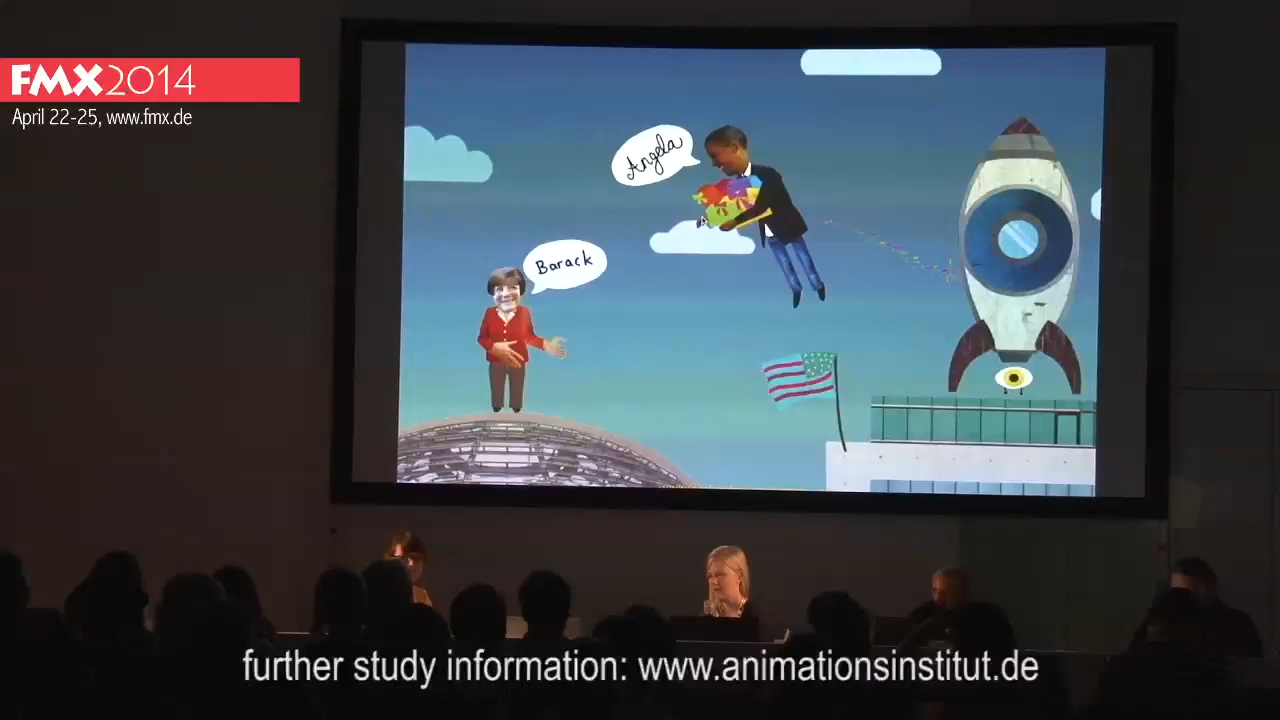 FMX2014
April 22-25, www.fmx.de
Angela
Barack
further study information: www.animationsinstitut.de